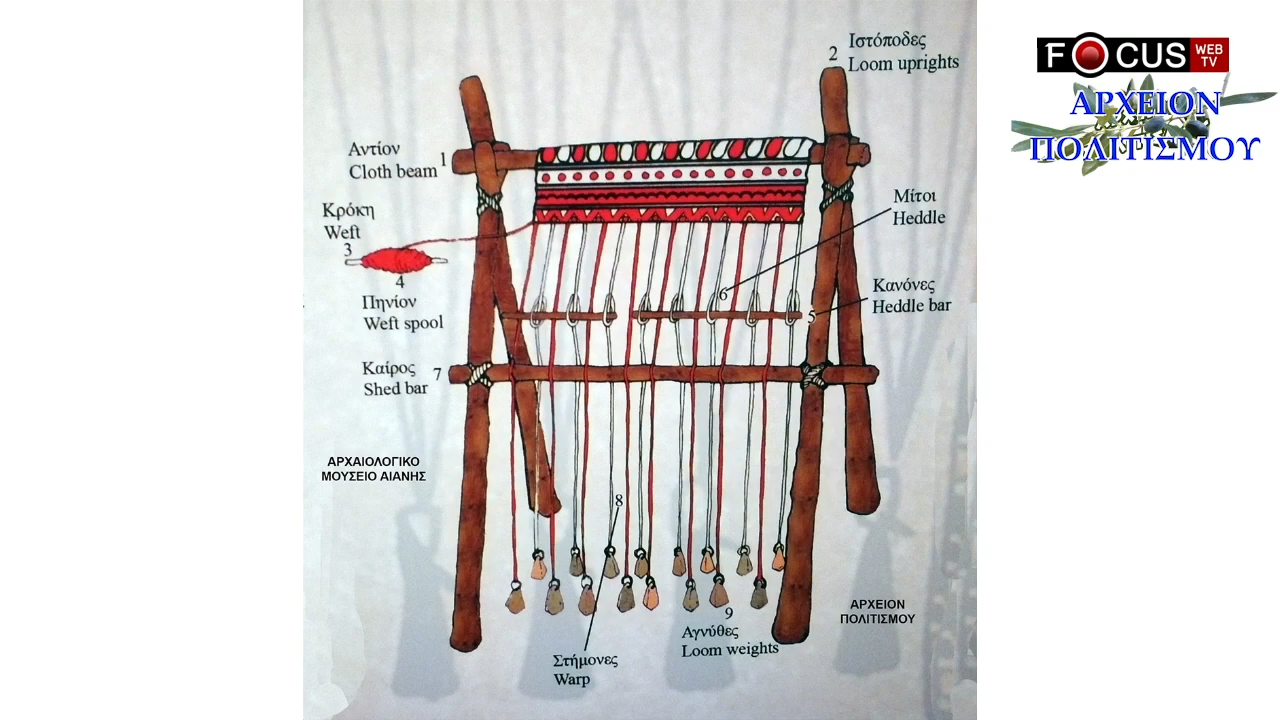 Ιστόποδες
2 Loom uprights
FOCUS WEB TV
ΑΡΧΕΙΟΝ
ΠΟΛΙΤΙΣΜΟΥ
Αντίον
Cloth beam 1
Κρόκη
Weft
3
4
Πηνίον
Weft spool
Μίτοι
Heddle
6
Κανόνες
Heddle bar
5
Καίρος
Shed bar 7
ΑΡΧΑΙΟΛΟΓΙΚΟ
ΜΟΥΣΕΙΟ ΑΙΑΝΗΣ
8
ΑΡΧΕΙΟΝ
ΠΟΛΙΤΙΣΜΟΥ
9
Αγνύθες
Loom weights
Στήμονες
Warp